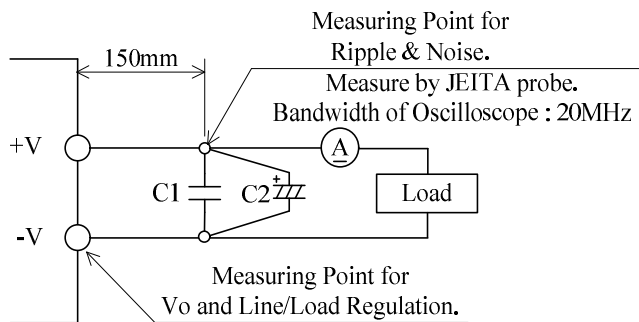 Measuring Point for
Ripple & Noise.
Measure by JEITA probe.
Bandwidth of Oscilloscope : 20MHz
150mm
+V
A
C1
+
C2
Load
-V
Measuring Point for
Vo and Line/Load Regulation.